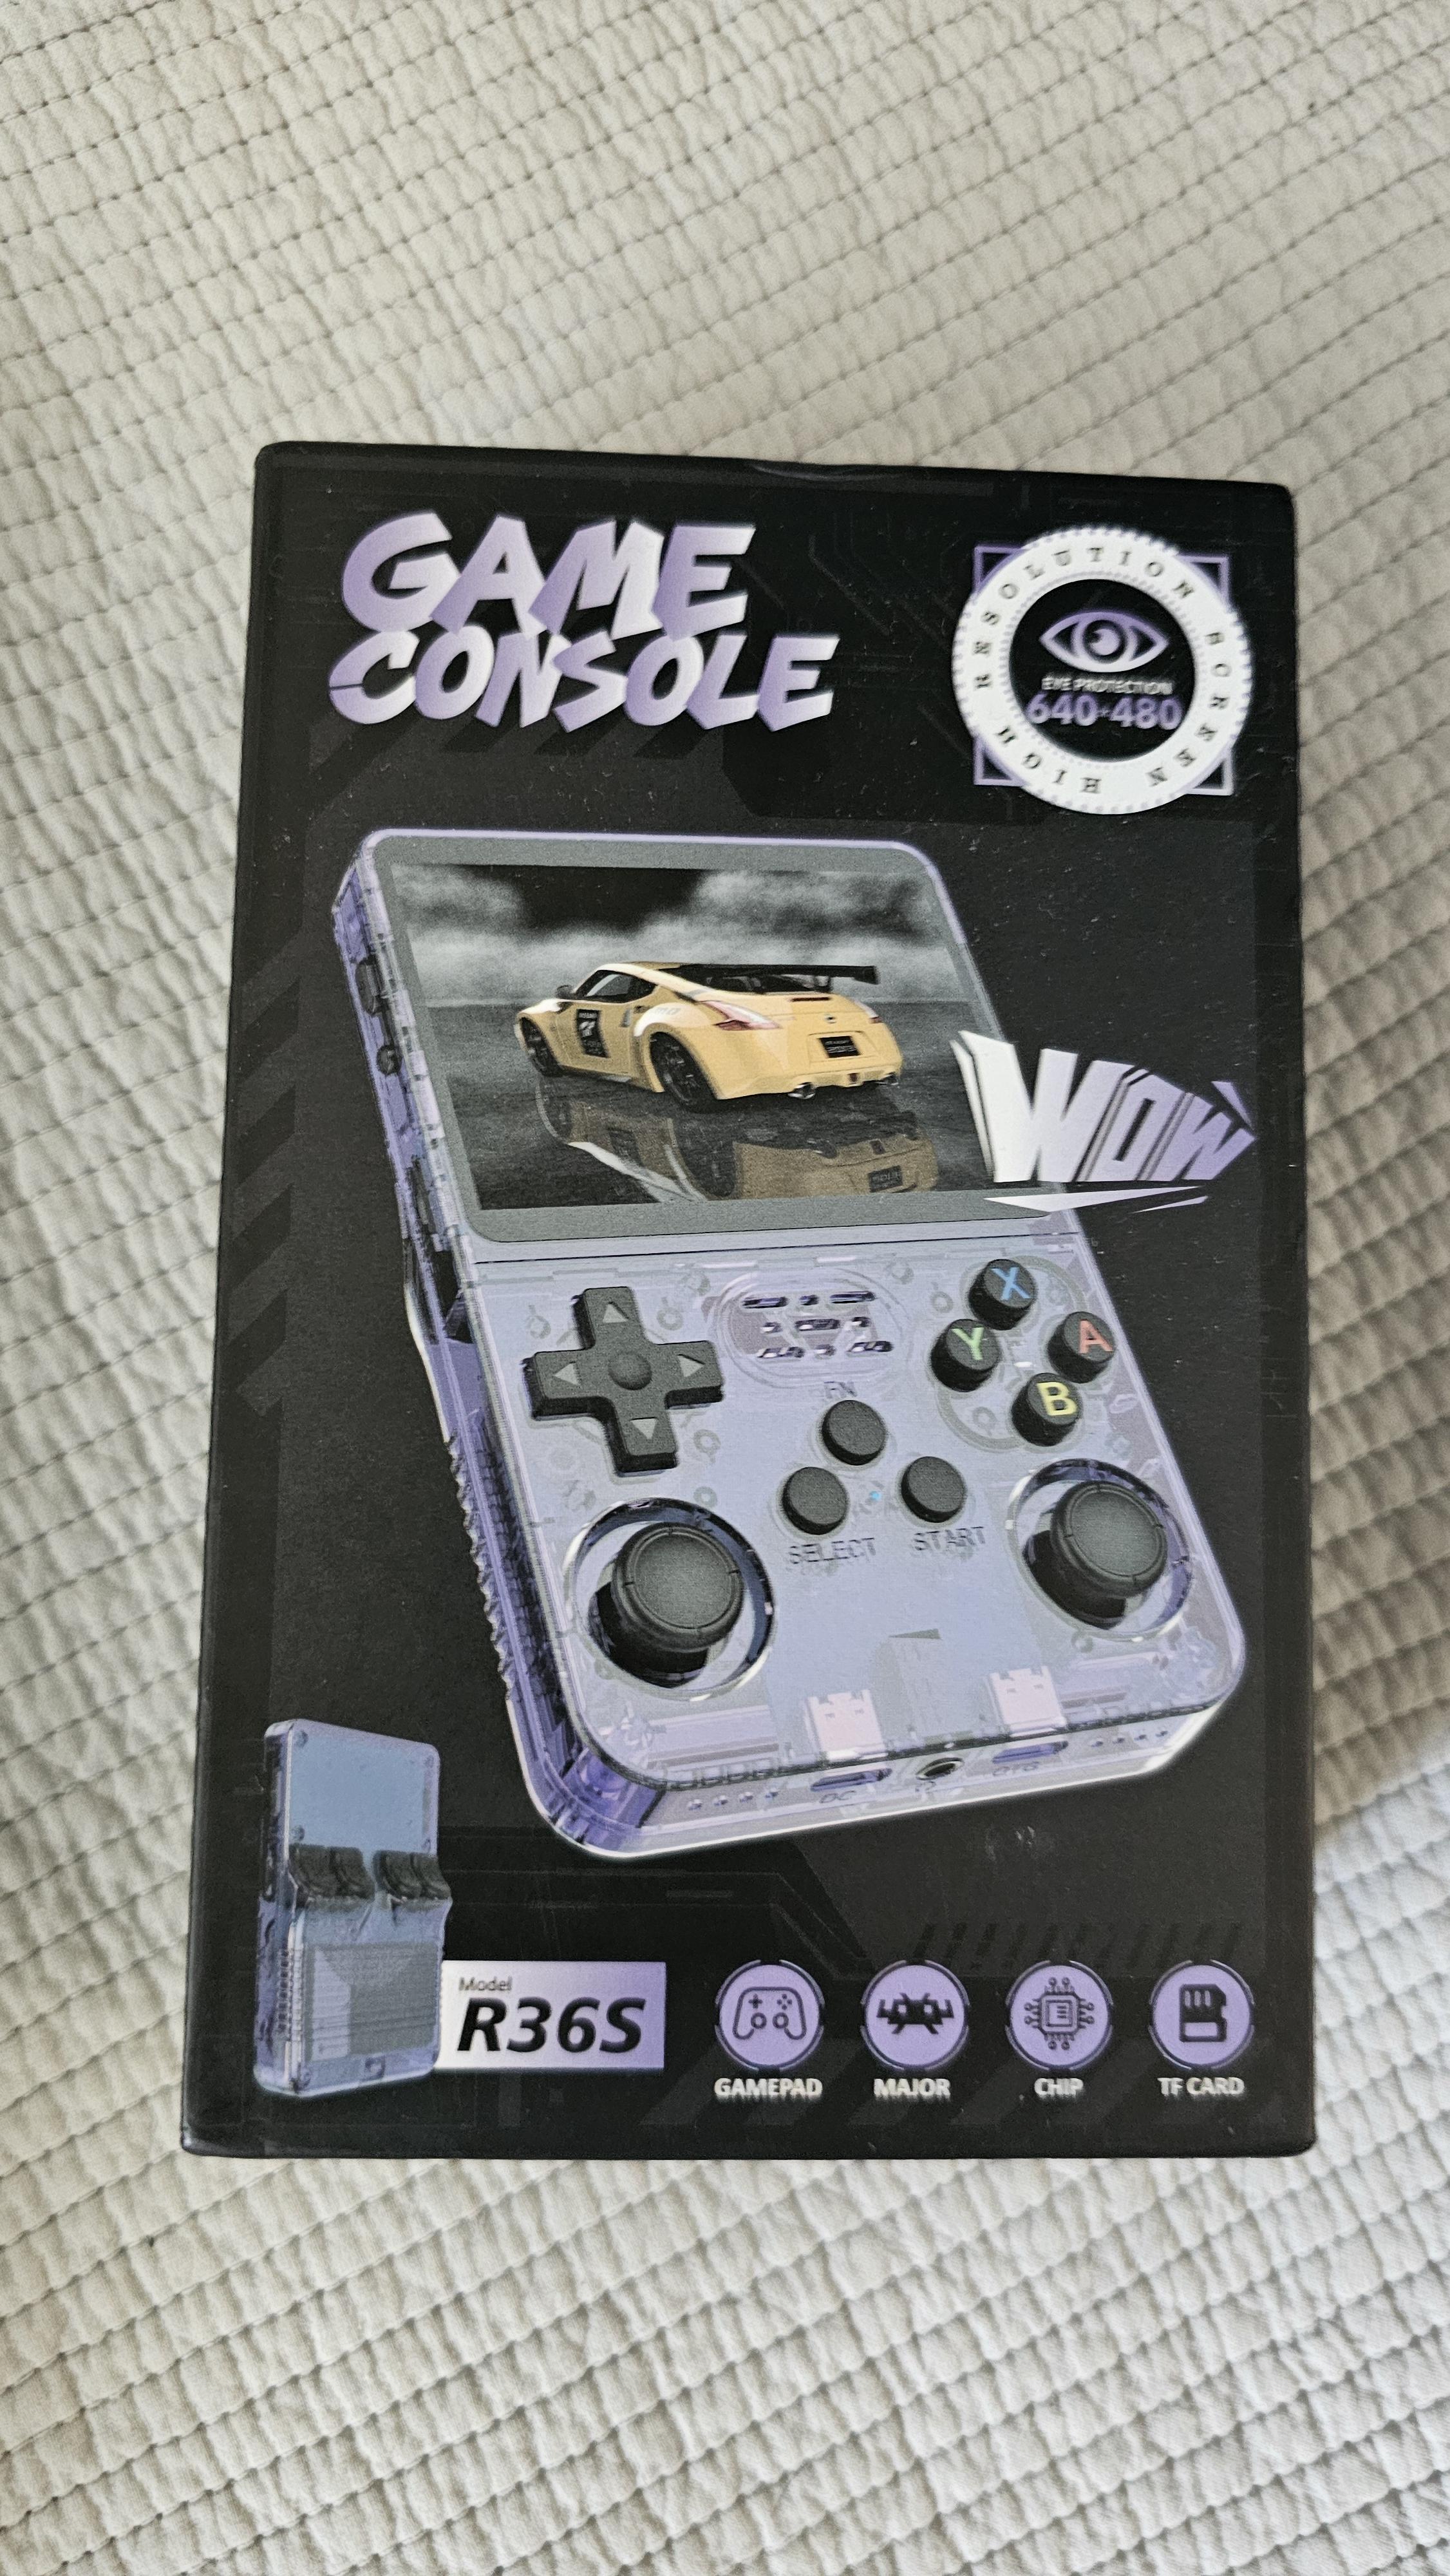 GAME
CONSOLE
HIGH RESOLUTION SCREEN
EYE PROTECTION
640*480
WOW
X
Y
A
B
FN
SELECT
START
DC
OTG
Model
R36S
GAMEPAD
MAJOR
CHIP
TF CARD